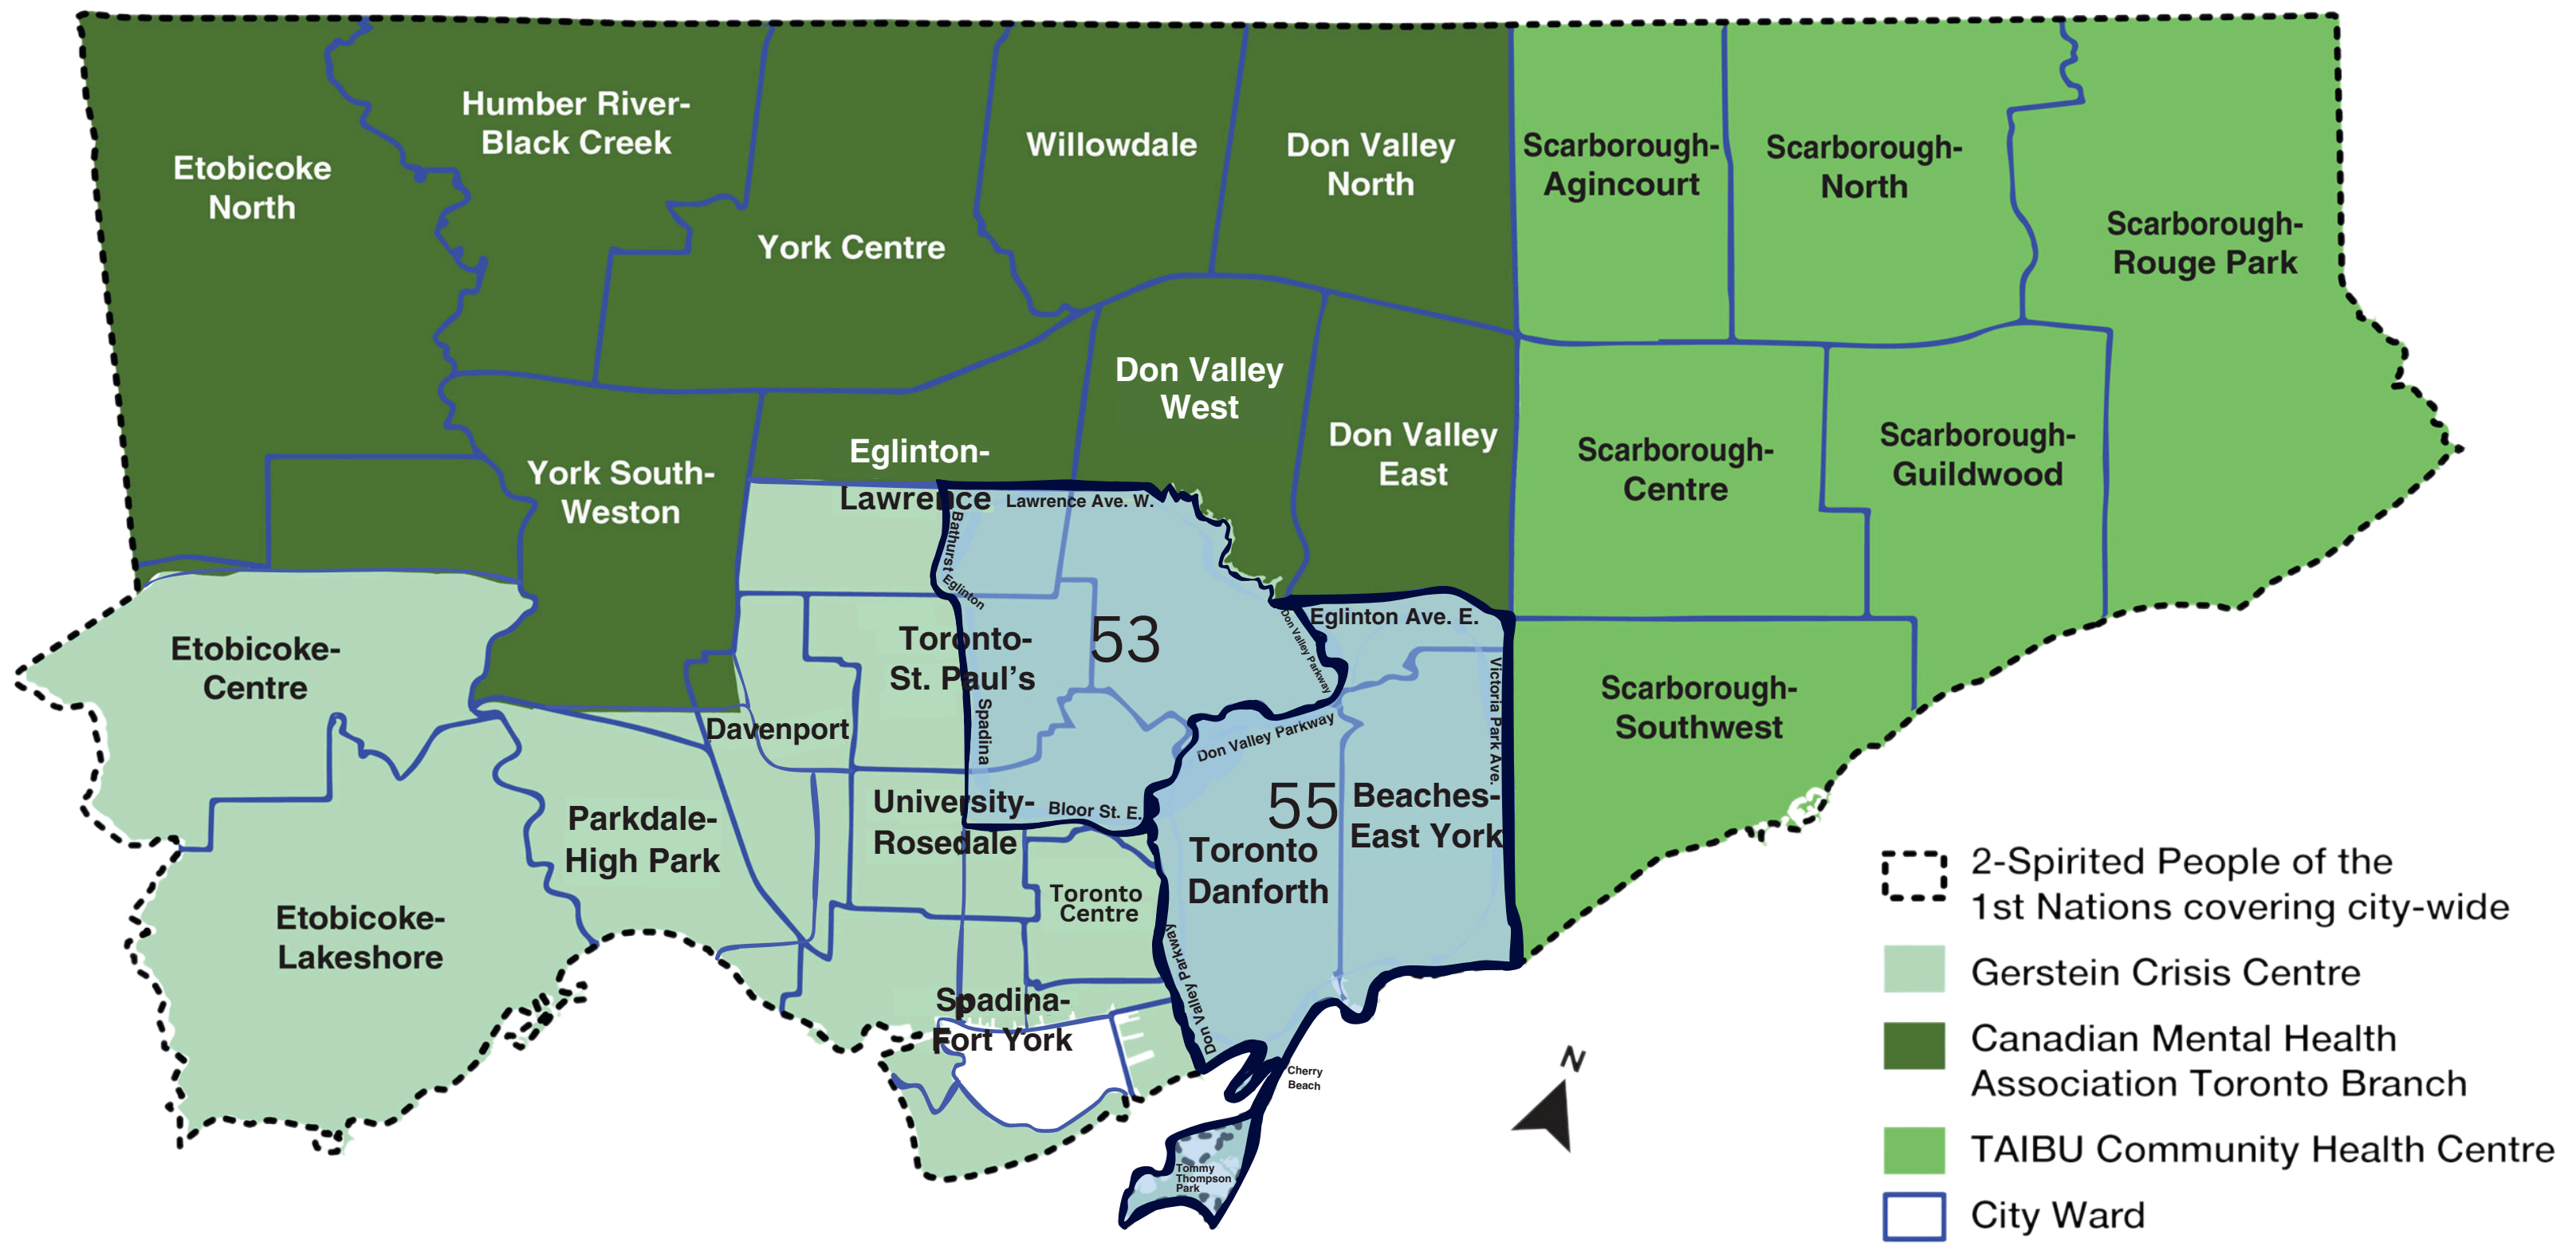 Etobicoke
North
Humber River-
Black Creek
York Centre
Willowdale
Don Valley
North
Scarborough-
Agincourt
Scarborough-
North
Scarborough-
Rouge Park
York South-
Weston
Eglinton-
Lawrence
Don Valley
West
Don Valley
East
Scarborough-
Centre
Scarborough-
Guildwood
Lawrence Ave. W.
Bathurst
Eglinton
Spadina
53
Bloor St. E.
Don Valley Parkway
Eglinton Ave. E.
Don Valley Parkway
Victoria Park Ave.
Etobicoke-
Centre
Toronto-
St. Paul's
Davenport
Scarborough-
Southwest
Parkdale-
High Park
University-
Rosedale
55
Beaches-
East York
Toronto
Danforth
Toronto
Centre
Etobicoke-
Lakeshore
Spadina-
Fort York
Don Valley Parkway
Don Valley Parkway
Cherry
Beach
Tommy
Thompson
Park
N
2-Spirited People of the
1st Nations covering city-wide
Gerstein Crisis Centre
Canadian Mental Health
Association Toronto Branch
TAIBU Community Health Centre
City Ward